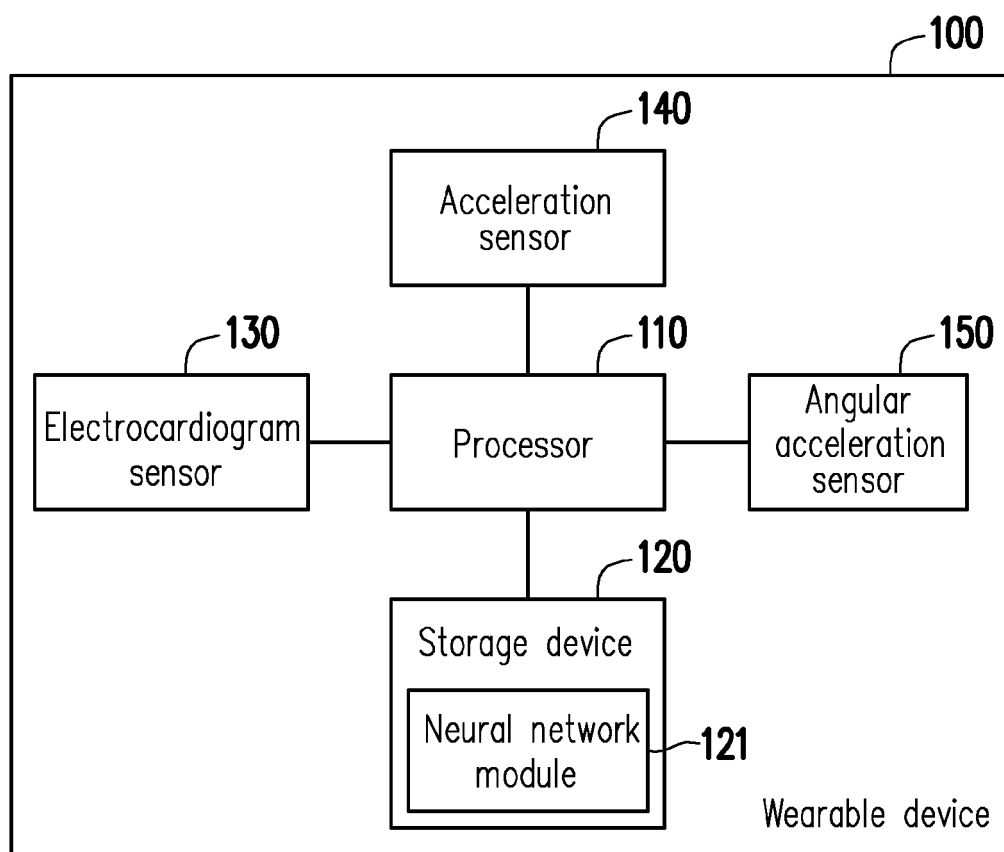 100
140
Acceleration
sensor
130
110
150
Electrocardiogram
sensor
Processor
Angular
acceleration
sensor
120
Storage device
Neural network
module
121
Wearable device